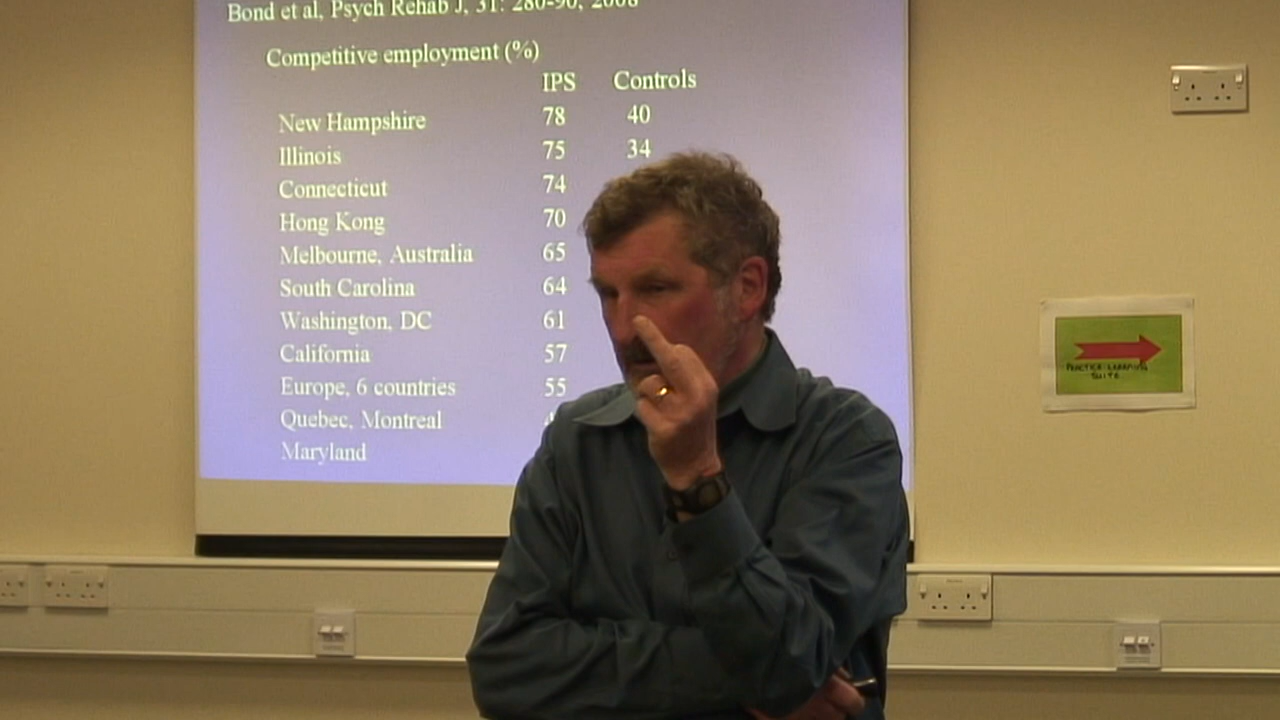 Bond et al, Psych Rehab J, 31: 280-90, 2008
Competitive employment (%)
IPS Controls
New Hampshire 78 40
Illinois 75 34
Connecticut 74
Hong Kong 70
Melbourne, Australia 65
South Carolina 64
Washington, DC 61
California 57
Europe, 6 countries 55
Quebec, Montreal
Maryland
SUITE